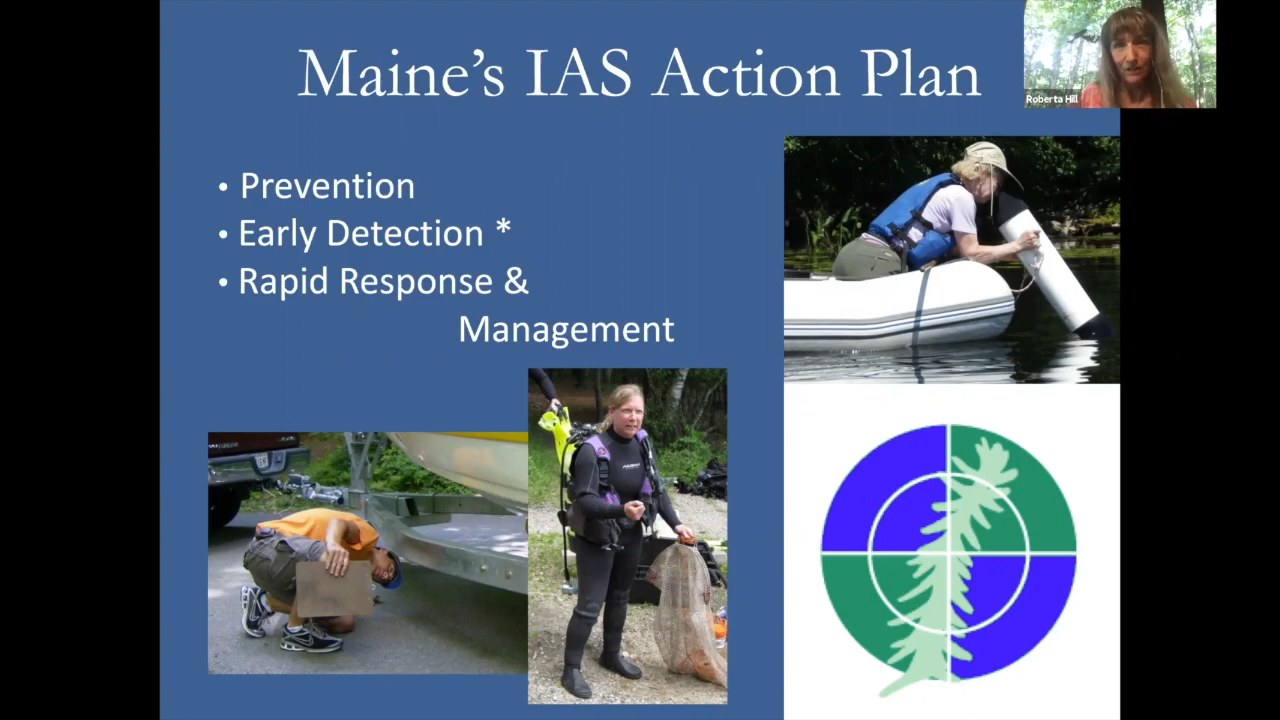 Maine's IAS Action Plan
Roberta Hill
• Prevention
• Early Detection *
• Rapid Response &
Management